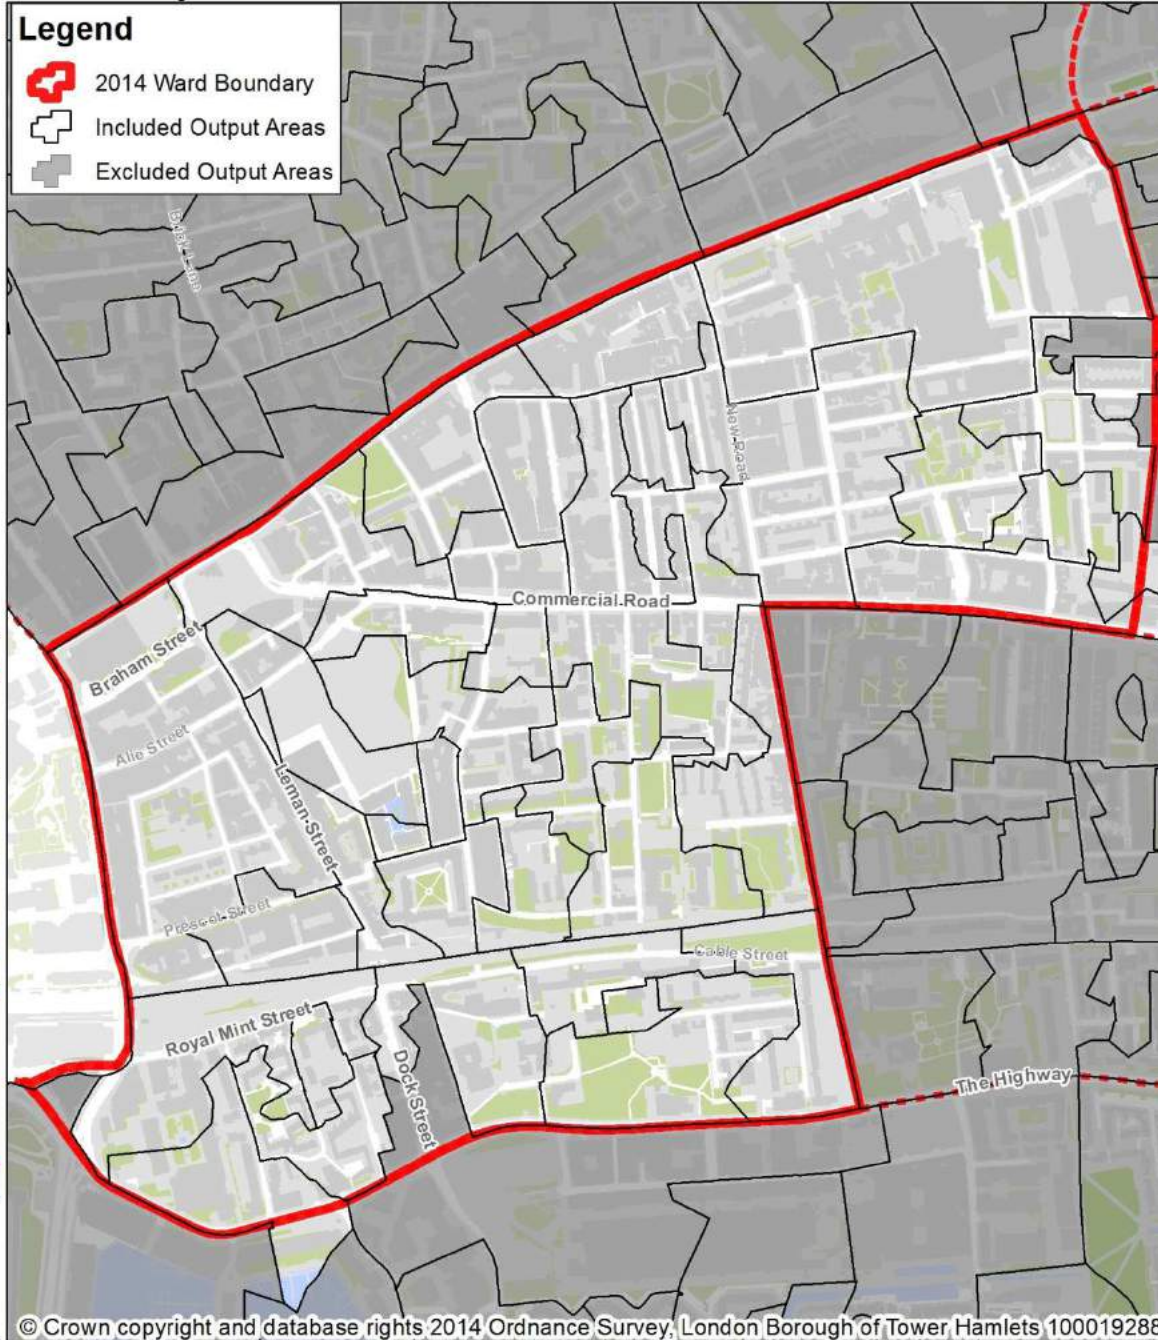 Legend
2014 Ward Boundary
Included Output Areas
Excluded Output Areas
Brick Lane
New Road
Commercial Road
Braham Street
Alie Street
Leman Street
Prescot Street
Cable Street
Royal Mint Street
Dock Street
The Highway
© Crown copyright and database rights 2014 Ordnance Survey, London Borough of Tower Hamlets 100019288